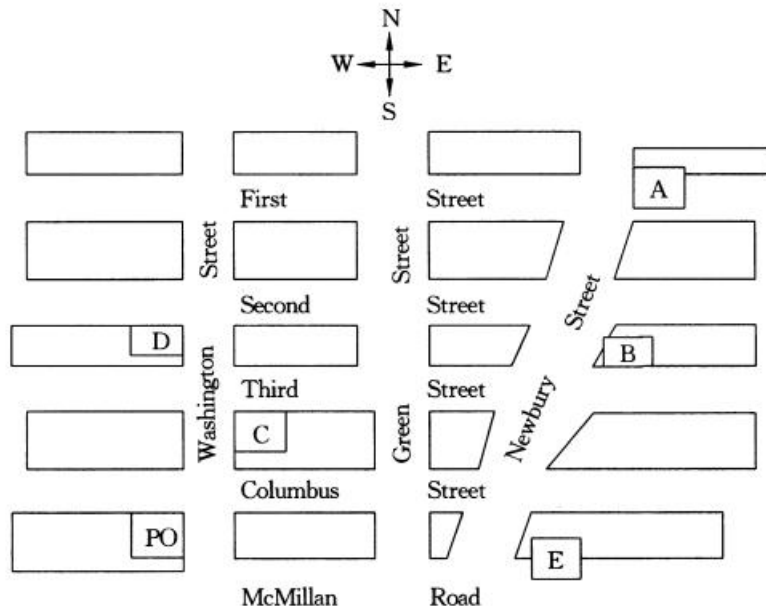 N
W E
S
A
First Street
Street
Street
Street
Second Street
D
B
Third Street
Washington
C
Green
Newbury
Columbus Street
PO
E
McMillan Road